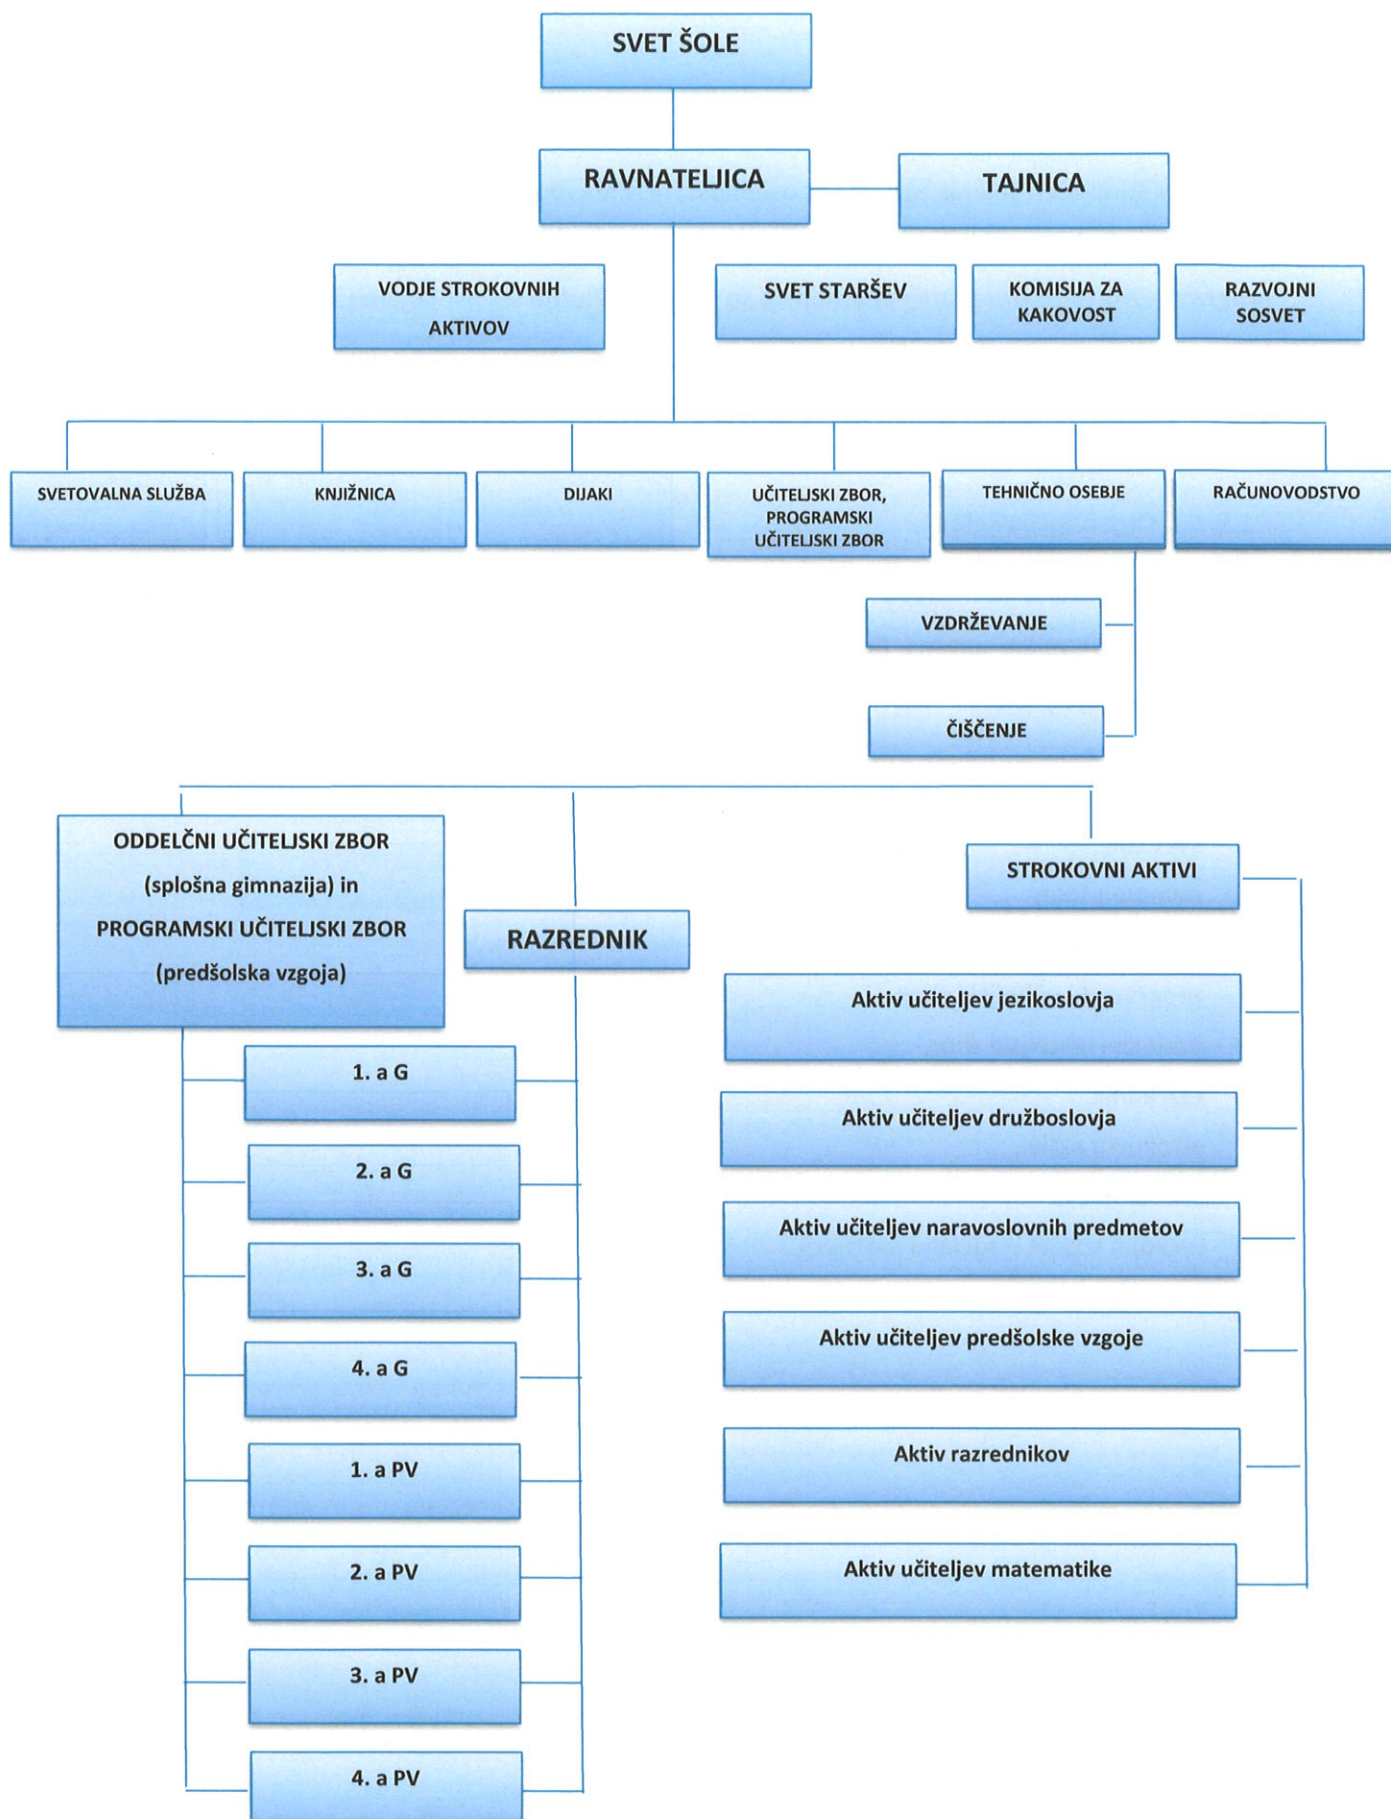 SVET ŠOLE
RAVNATELJICA
TAJNICA
VODJE STROKOVNIH
AKTIVOV
SVET STARŠEV
KOMISIJA ZA
KAKOVOST
RAZVOJNI
SOSVET
SVETOVALNA SLUŽBA
KNJIŽNICA
DIJAKI
UČITELJSKI ZBOR,
PROGRAMSKI
UČITELJSKI ZBOR
TEHNIČNO OSEBJE
RAČUNOVODSTVO
VZDRŽEVANJE
ČIŠČENJE
ODDELČNI UČITELJSKI ZBOR
(splošna gimnazija) in
PROGRAMSKI UČITELJSKI ZBOR
(predšolska vzgoja)
RAZREDNIK
STROKOVNI AKTIVI
1. a G
2. a G
3. a G
4. a G
1. a PV
2. a PV
3. a PV
4. a PV
Aktiv učiteljev jezikoslovja
Aktiv učiteljev družboslovja
Aktiv učiteljev naravoslovnih predmetov
Aktiv učiteljev predšolske vzgoje
Aktiv razrednikov
Aktiv učiteljev matematike